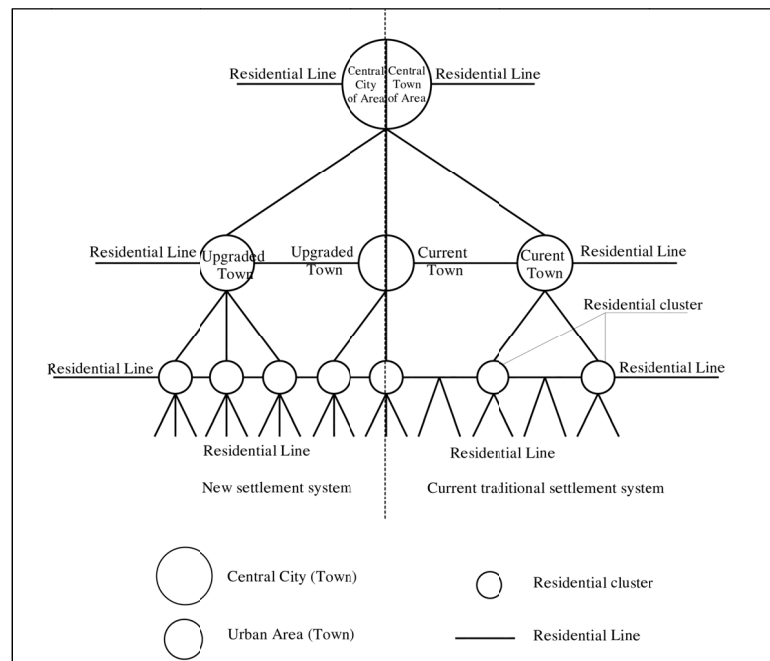 Residential Line
Central
City
of Area
Central
Town
of Area
Residential Line
Residential Line
Upgraded
Town
Upgraded
Town
Current
Town
Curent
Town
Residential Line
Residential cluster
Residential Line
Residential Line
Residential Line
Residential Line
New settlement system
Current traditional settlement system
Central City (Town)
Residential cluster
Urban Area (Town)
Residential Line